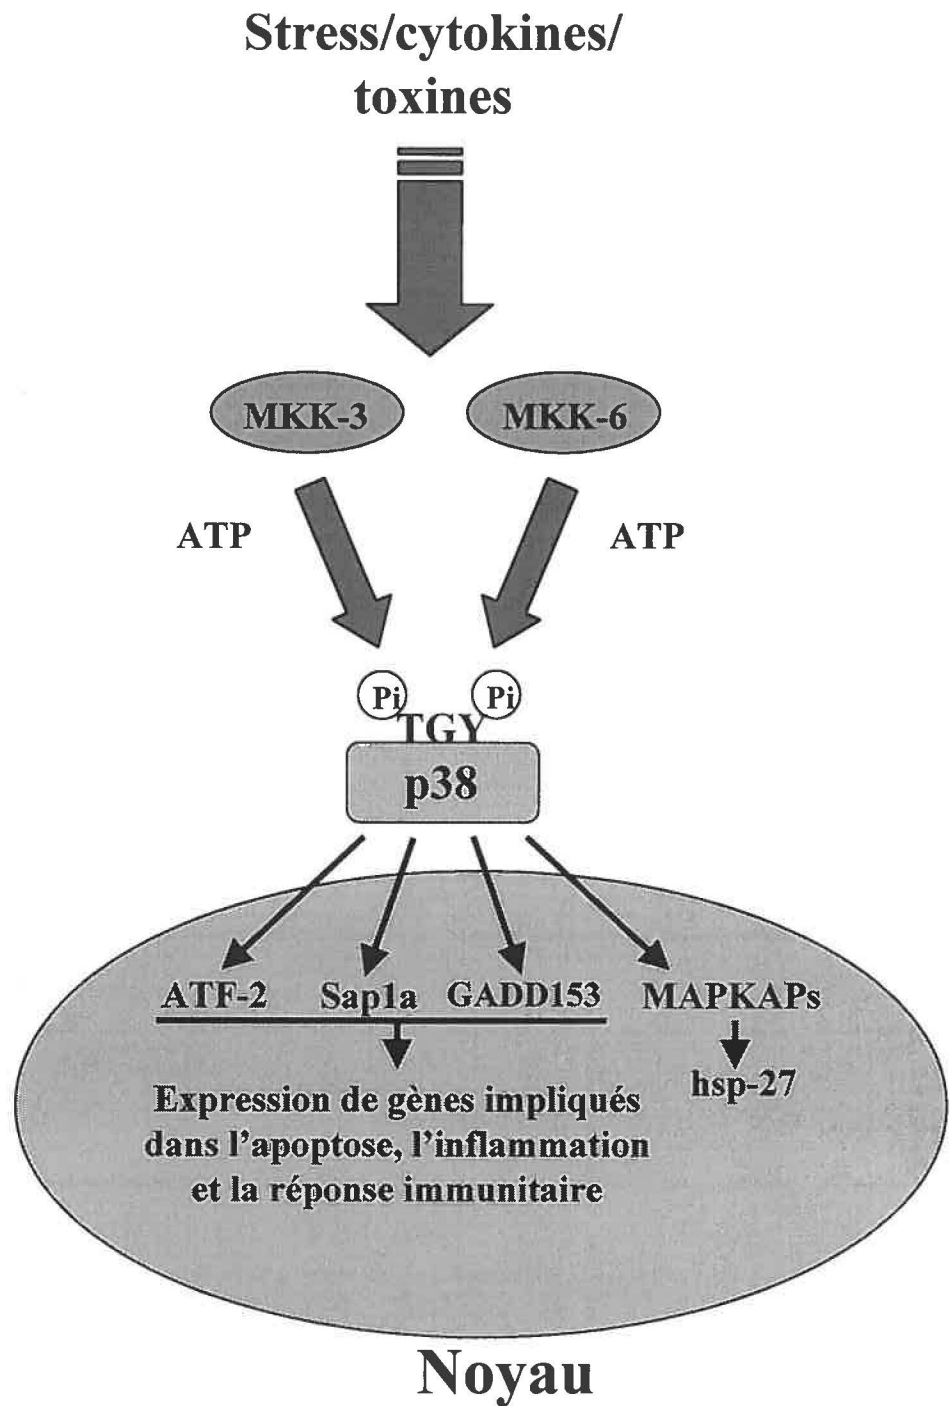 Stress/cytokines/
toxines
MKK-3 MKK-6
ATP ATP
Pi Pi
TGY
p38
ATF-2 Sap1a GADD153 MAPKAPs
hsp-27
Expression de gènes impliqués
dans l'apoptose, l'inflammation
et la réponse immunitaire
Noyau